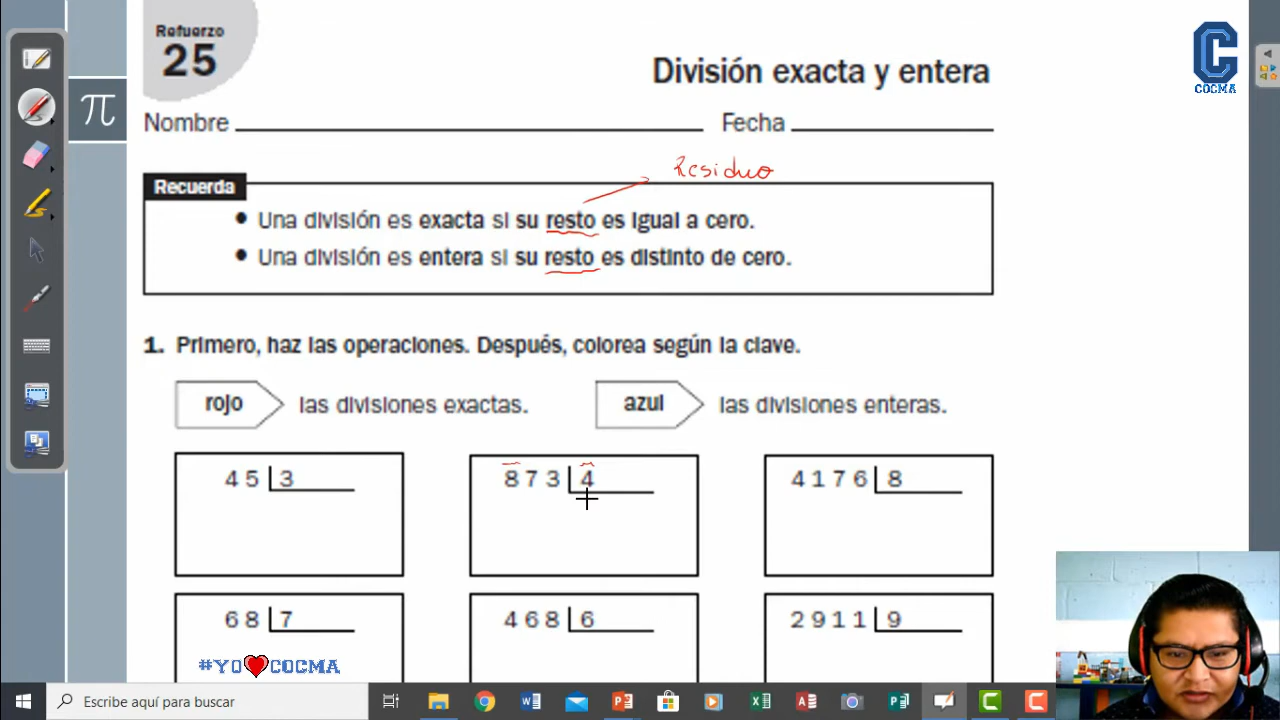 Refuerzo
25
División exacta y entera
C
COCMA
π
Nombre
Fecha
Residuo
Recuerda
• Una división es exacta si su resto es igual a cero.
• Una división es entera si su resto es distinto de cero.
1. Primero, haz las operaciones. Después, colorea según la clave.
rojo las divisiones exactas.
azul las divisiones enteras.
45 3
873 4
4176 8
68 7
468 6
2911 9
#YO COCMA
Escribe aquí para buscar